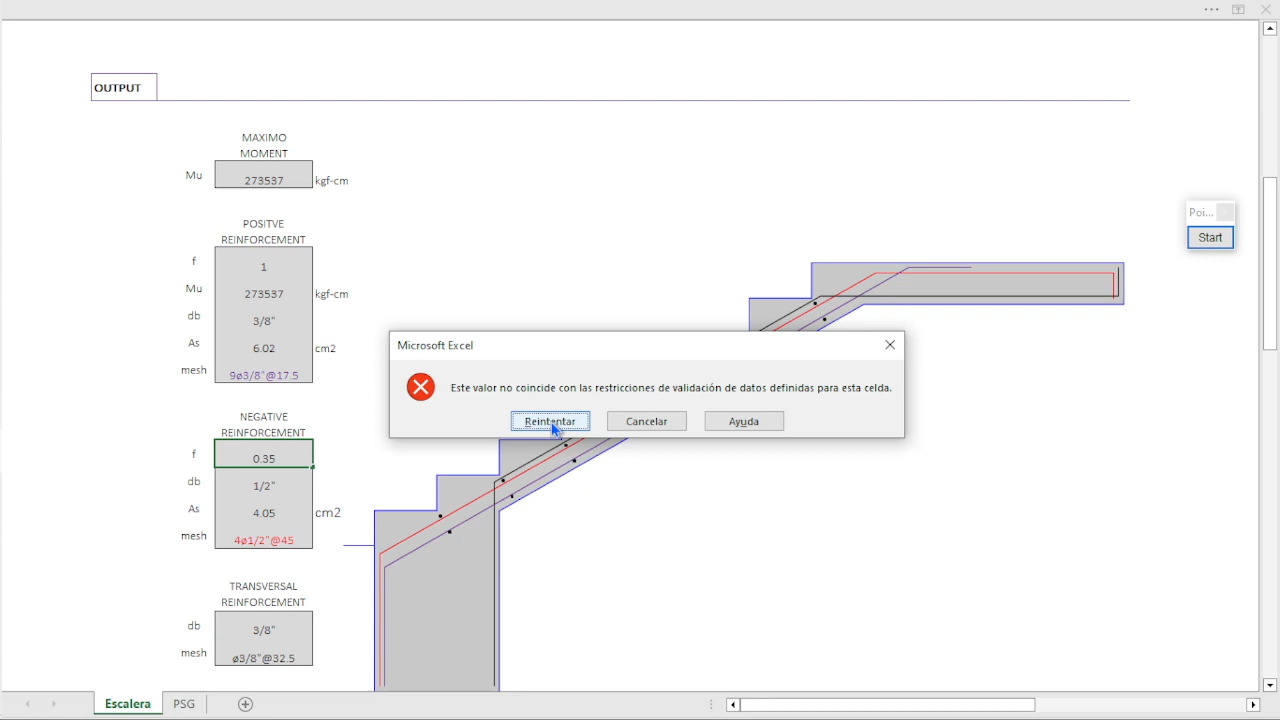 OUTPUT
MAXIMO
MOMENT
Mu 273537 kgf-cm
POSITVE
REINFORCEMENT
f 1
Mu 273537 kgf-cm
db 3/8"
As 6.02 cm2
mesh 9ø3/8"@17.5
NEGATIVE
REINFORCEMENT
f 0.35
db 1/2"
As 4.05 cm2
mesh 4ø1/2"@45
TRANSVERSAL
REINFORCEMENT
db 3/8"
mesh ø3/8"@32.5
Poi...
Start
Microsoft Excel
Este valor no coincide con las restricciones de validación de datos definidas para esta celda.
Reintentar Cancelar Ayuda
Escalera PSG